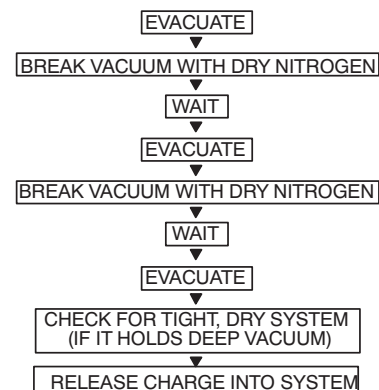 EVACUATE
BREAK VACUUM WITH DRY NITROGEN
WAIT
EVACUATE
BREAK VACUUM WITH DRY NITROGEN
WAIT
EVACUATE
CHECK FOR TIGHT, DRY SYSTEM
(IF IT HOLDS DEEP VACUUM)
RELEASE CHARGE INTO SYSTEM